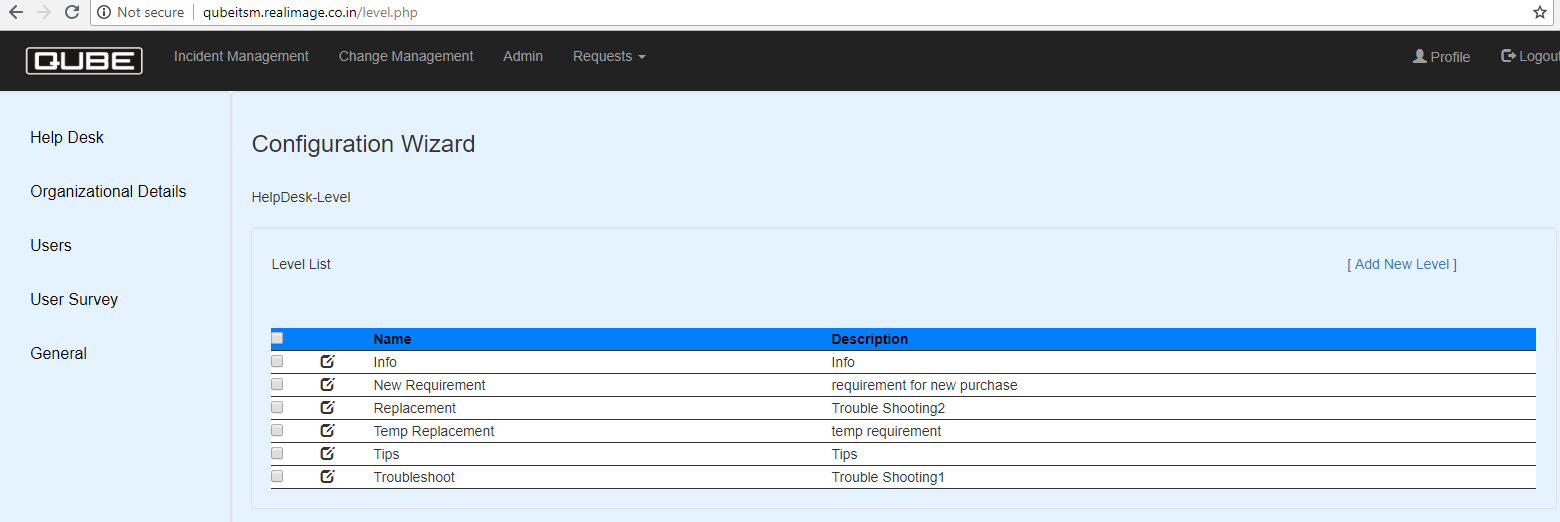 Not secure | qubeitsm.realimage.co.in/level.php
QUBE Incident Management Change Management Admin Requests Profile Logout
Help Desk
Organizational Details
Users
User Survey
General
Configuration Wizard
HelpDesk-Level
Level List [ Add New Level ]
Name Description
Info Info
New Requirement requirement for new purchase
Replacement Trouble Shooting2
Temp Replacement temp requirement
Tips Tips
Troubleshoot Trouble Shooting1